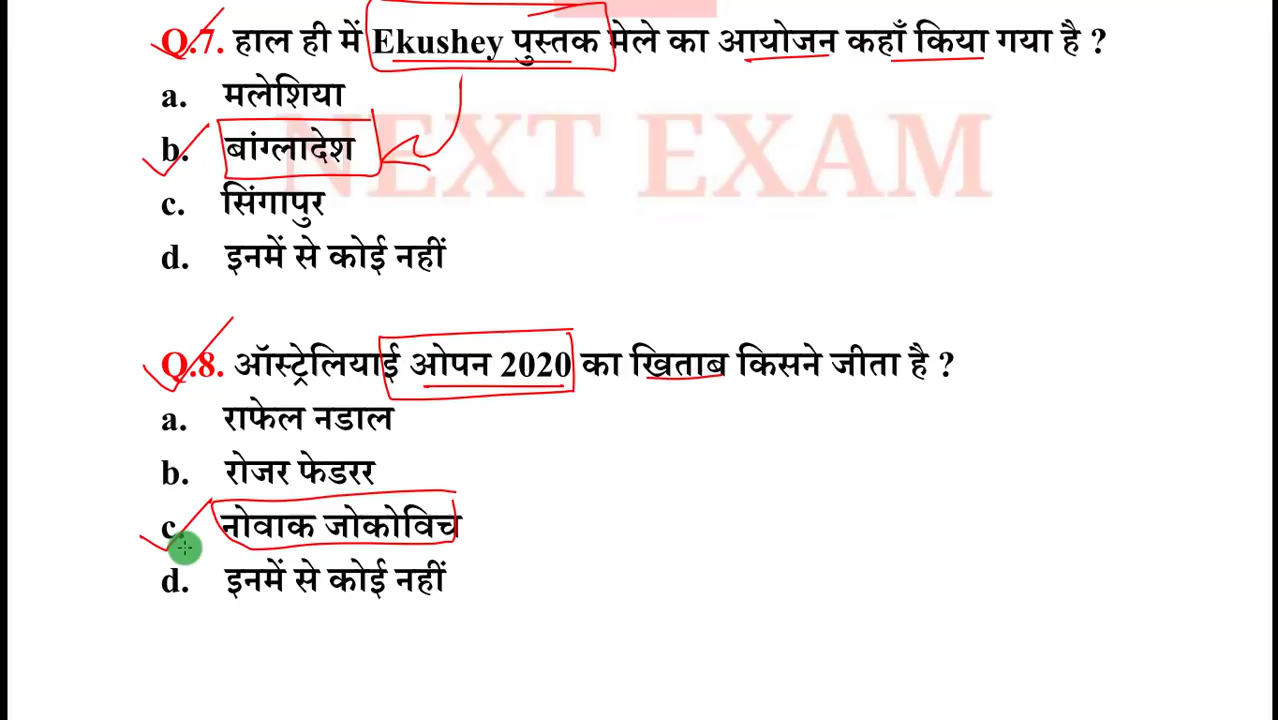 Q.7. हाल ही में Ekushey पुस्तक मेले का आयोजन कहाँ किया गया है ?
a. मलेशिया
b. बांग्लादेश
c. सिंगापुर
d. इनमें से कोई नहीं
NEXT EXAM
Q.8. ऑस्ट्रेलियाई ओपन 2020 का खिताब किसने जीता है ?
a. राफेल नडाल
b. रोजर फेडरर
c. नोवाक जोकोविच
d. इनमें से कोई नहीं